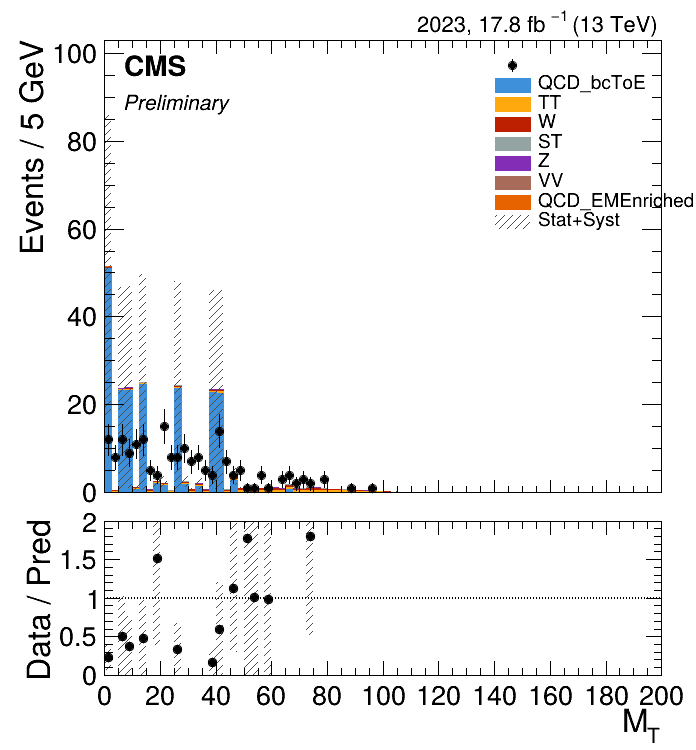 2023, 17.8 fb⁻¹ (13 TeV)
CMS
Preliminary
Events / 5 GeV
100
80
60
40
20
0
QCD_bcToE
TT
W
ST
Z
VV
QCD_EMEnriched
Stat+Syst
Data / Pred
2
1.5
1
0.5
0
0 20 40 60 80 100 120 140 160 180 200
M_T